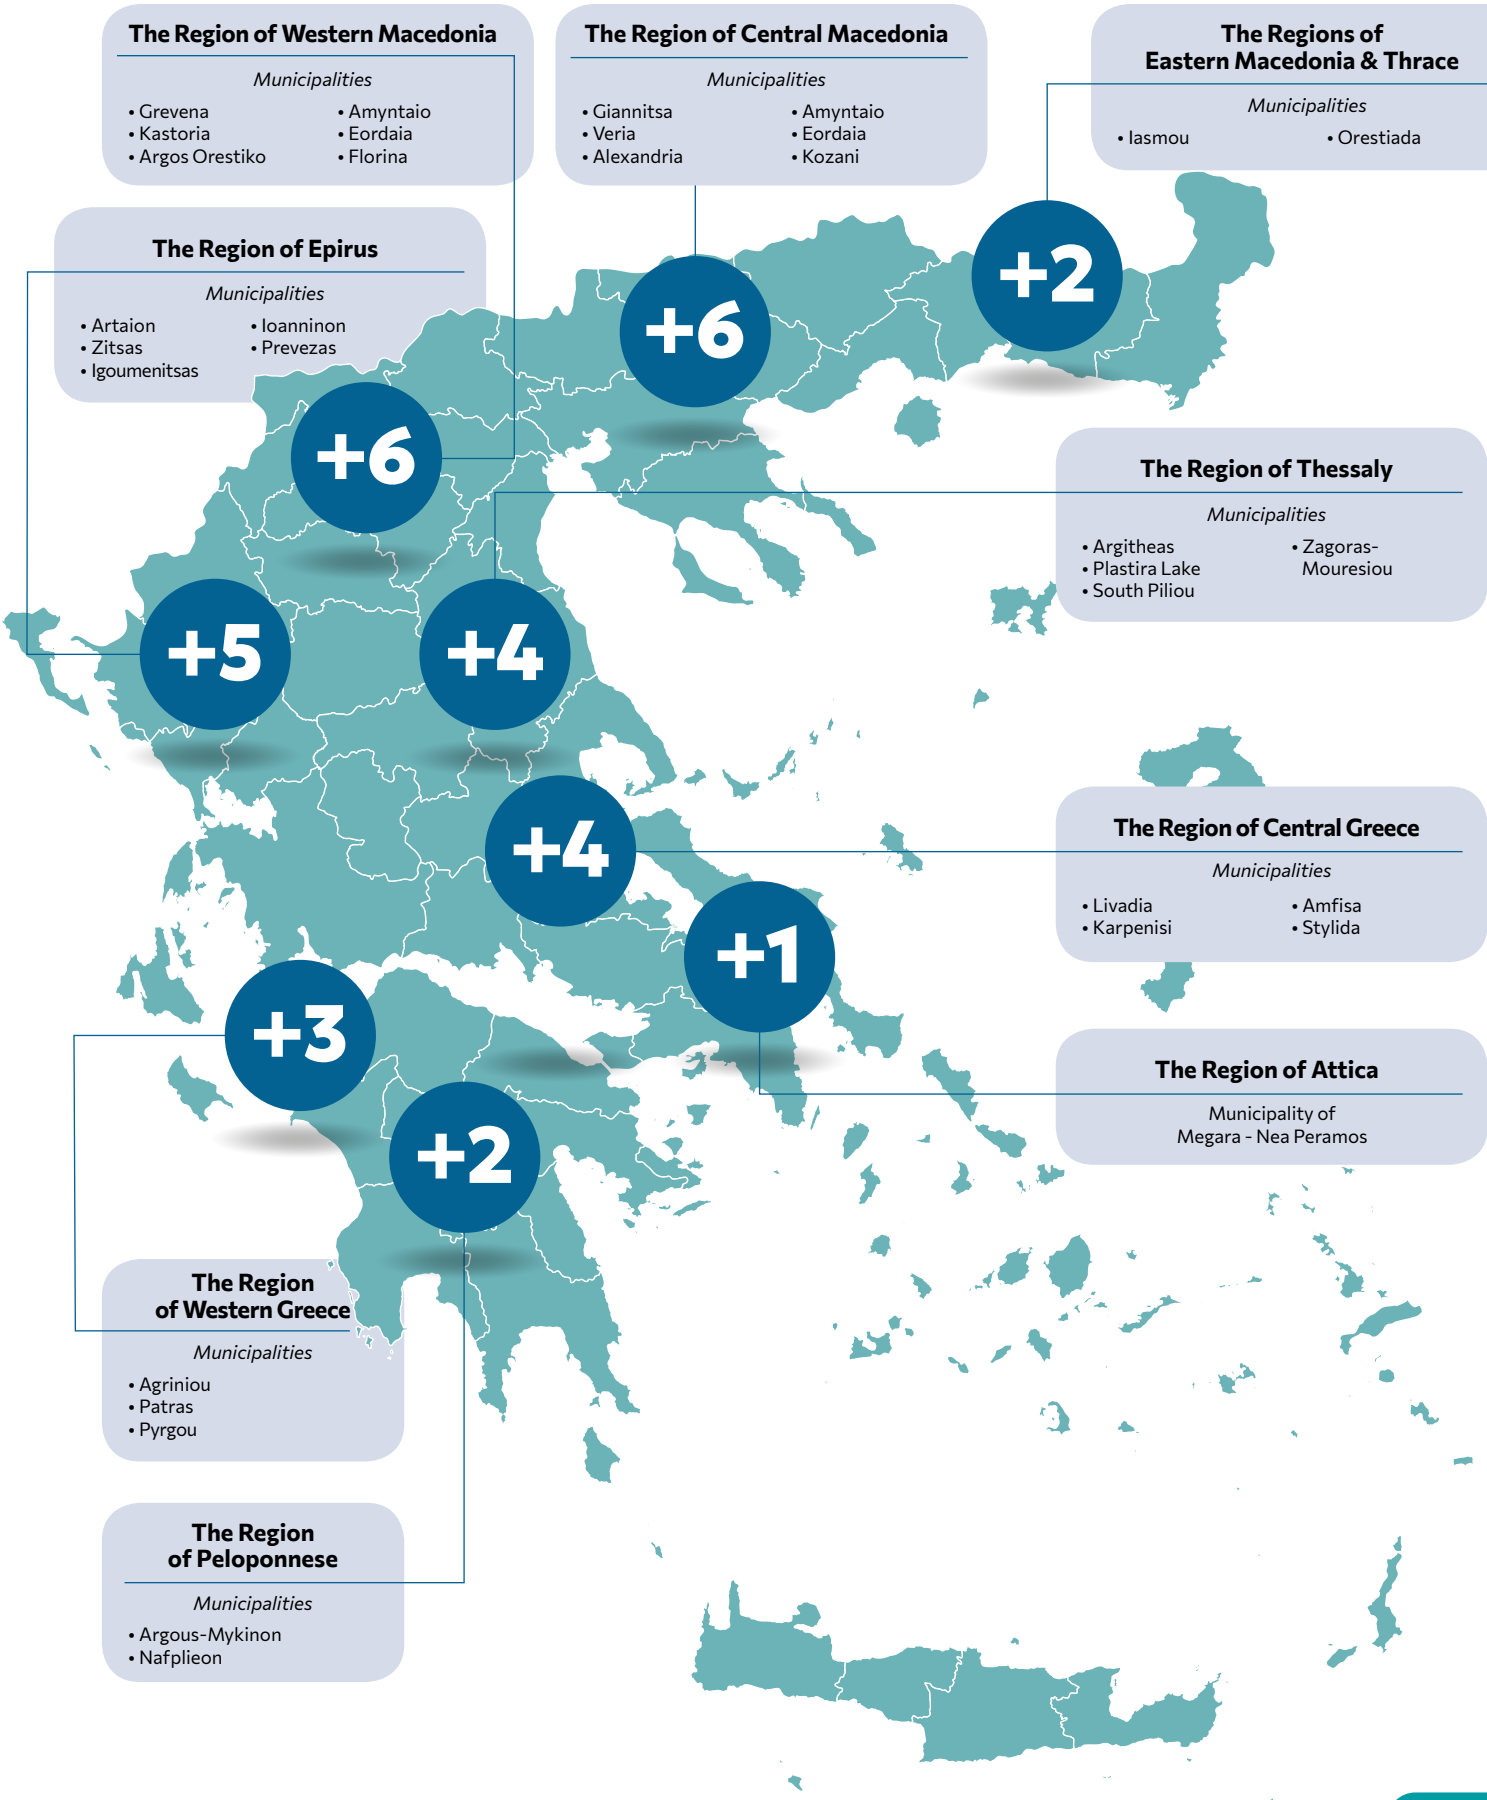 The Region of Western Macedonia
Municipalities
• Grevena
• Kastoria
• Argos Orestiko
• Amyntaio
• Eordaia
• Florina
The Region of Central Macedonia
Municipalities
• Giannitsa
• Veria
• Alexandria
• Amyntaio
• Eordaia
• Kozani
The Regions of
Eastern Macedonia & Thrace
Municipalities
• Iasmou
• Orestiada
The Region of Epirus
Municipalities
• Artaion
• Zitsas
• Igoumenitsas
• Ioanninon
• Prevezas
+2
+6
+6
The Region of Thessaly
Municipalities
• Argitheas
• Plastira Lake
• South Piliou
• Zagoras-
Mouresiou
+5
+4
+4
The Region of Central Greece
Municipalities
• Livadia
• Karpenisi
• Amfisa
• Stylida
+1
+3
The Region of Attica
Municipality of
Megara - Nea Peramos
+2
The Region
of Western Greece
Municipalities
• Agriniou
• Patras
• Pyrgou
The Region
of Peloponnese
Municipalities
• Argous-Mykinon
• Nafplieon